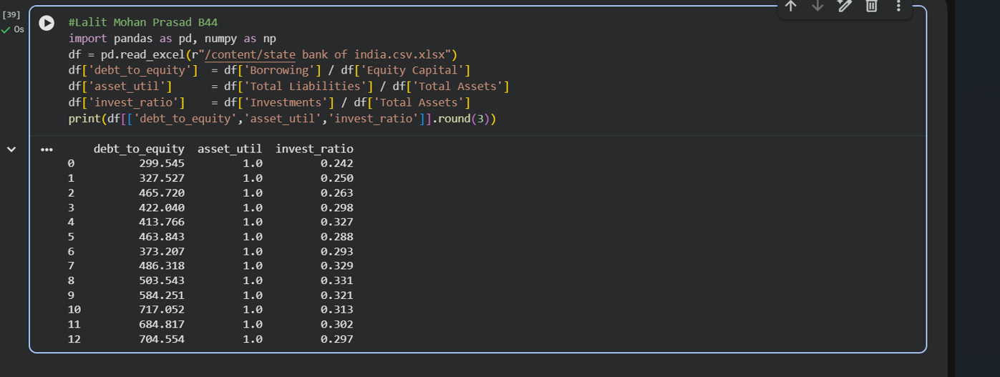 [39]
0s
#Lalit Mohan Prasad B44
import pandas as pd, numpy as np
df = pd.read_excel(r"/content/state bank of india.csv.xlsx")
df['debt_to_equity']  = df['Borrowing'] / df['Equity Capital']
df['asset_util']      = df['Total Liabilities'] / df['Total Assets']
df['invest_ratio']    = df['Investments'] / df['Total Assets']
print(df[['debt_to_equity','asset_util','invest_ratio']].round(3))
    debt_to_equity  asset_util  invest_ratio
0          299.545         1.0         0.242
1          327.527         1.0         0.250
2          465.720         1.0         0.263
3          422.040         1.0         0.298
4          413.766         1.0         0.327
5          463.843         1.0         0.288
6          373.207         1.0         0.293
7          486.318         1.0         0.329
8          503.543         1.0         0.331
9          584.251         1.0         0.321
10         717.052         1.0         0.313
11         684.817         1.0         0.302
12         704.554         1.0         0.297